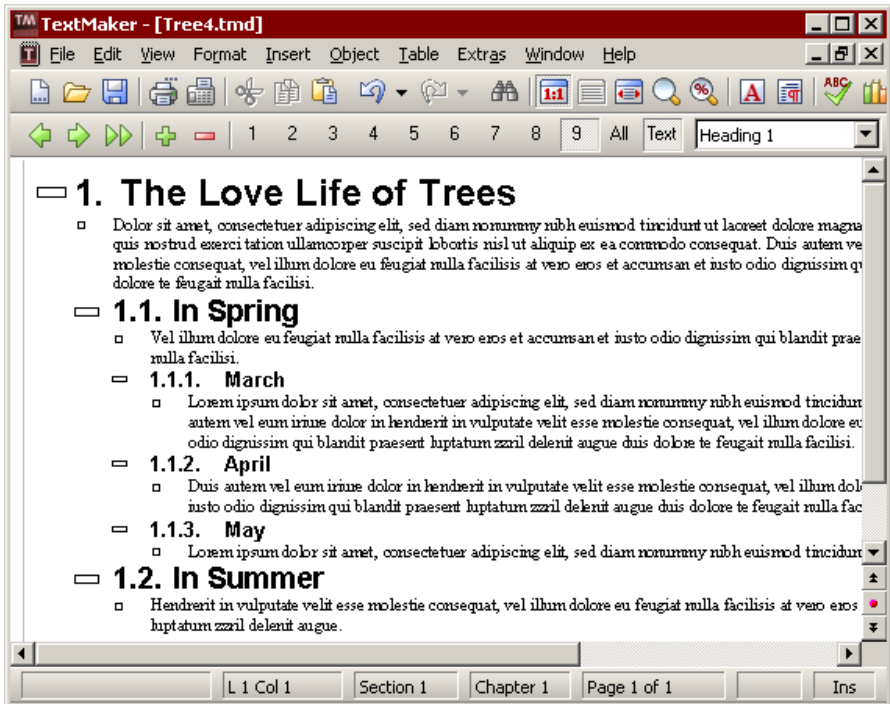 TextMaker - [Tree4.tmd]
File Edit View Format Insert Object Table Extras Window Help
1:1 A ABC
1 2 3 4 5 6 7 8 9 All Text Heading 1
1. The Love Life of Trees
Dolor sit amet, consectetuer adipiscing elit, sed diam nonummy nibh euismod tincidunt ut laoreet dolore magna
quis nostrud exerci tation ullamcorper suscipit lobortis nisl ut aliquip ex ea commodo consequat. Duis autem ve
molestie consequat, vel illum dolore eu feugiat nulla facilisis at vero eros et accumsan et iusto odio dignissim q
dolore te feugait nulla facilisi.
1.1. In Spring
Vel illum dolore eu feugiat nulla facilisis at vero eros et accumsan et iusto odio dignissim qui blandit prae
nulla facilisi.
1.1.1. March
Lorem ipsum dolor sit amet, consectetuer adipiscing elit, sed diam nonummy nibh euismod tincidun
autem vel eum iriure dolor in hendrerit in vulputate velit esse molestie consequat, vel illum dolore eu
odio dignissim qui blandit praesent luptatum zzril delenit augue duis dolore te feugait nulla facilisi.
1.1.2. April
Duis autem vel eum iriure dolor in hendrerit in vulputate velit esse molestie consequat, vel illum dol
iusto odio dignissim qui blandit praesent luptatum zzril delenit augue duis dolore te feugait nulla fac
1.1.3. May
Lorem ipsum dolor sit amet, consectetuer adipiscing elit, sed diam nonummy nibh euismod tincidunt
1.2. In Summer
Hendrerit in vulputate velit esse molestie consequat, vel illum dolore eu feugiat nulla facilisis at vero eros
luptatum zzril delenit augue.
L 1 Col 1 Section 1 Chapter 1 Page 1 of 1 Ins